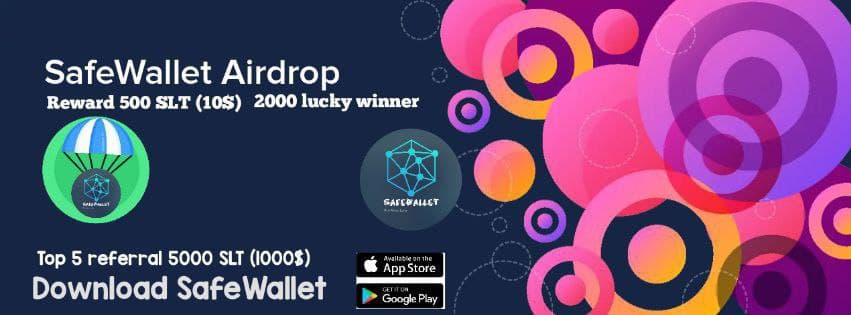 SafeWallet Airdrop
Reward 500 SLT (10$) 2000 lucky winner
SAFEWALLET
SAFEWALLET
Top 5 referral 5000 SLT (1000$)
Download SafeWallet
Available on the
App Store
GET IT ON
Google Play